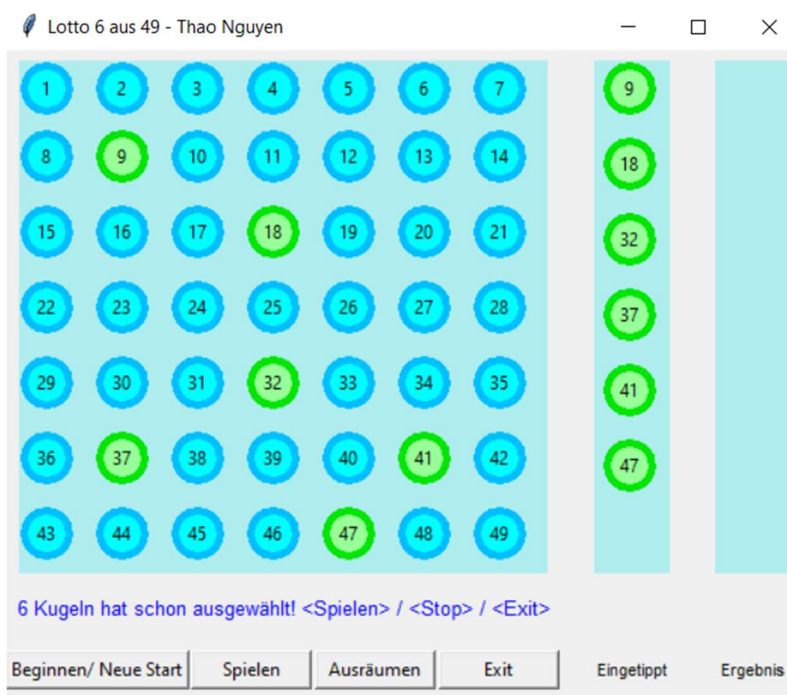 Lotto 6 aus 49 - Thao Nguyen
1 2 3 4 5 6 7 9
8 9 10 11 12 13 14 18
15 16 17 18 19 20 21 32
22 23 24 25 26 27 28 37
29 30 31 32 33 34 35 41
36 37 38 39 40 41 42 47
43 44 45 46 47 48 49
6 Kugeln hat schon ausgewählt! <Spielen> / <Stop> / <Exit>
Beginnen/ Neue Start Spielen Ausräumen Exit Eingetippt Ergebnis